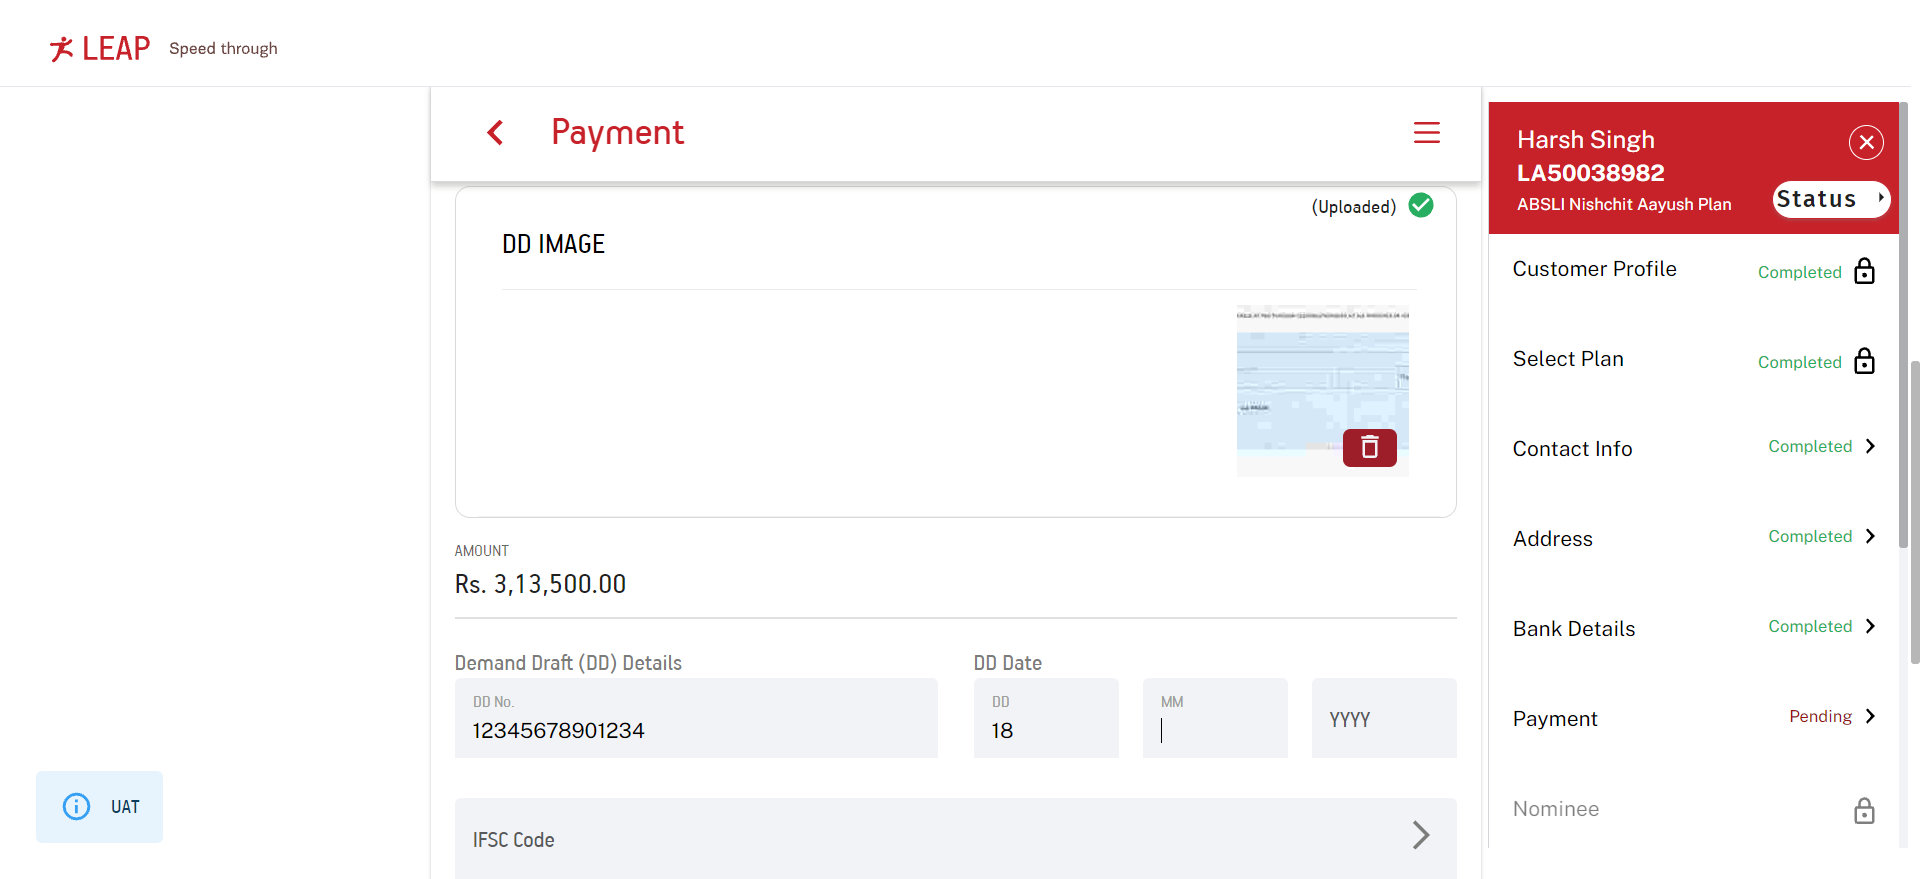 LEAP Speed through
Payment
(Uploaded)
DD IMAGE
AMOUNT
Rs. 3,13,500.00
Demand Draft (DD) Details
DD Date
DD No.
12345678901234
DD
18
MM
YYYY
IFSC Code
UAT
Harsh Singh
LA50038982
ABSLI Nishchit Aayush Plan
Status
Customer Profile Completed
Select Plan Completed
Contact Info Completed
Address Completed
Bank Details Completed
Payment Pending
Nominee